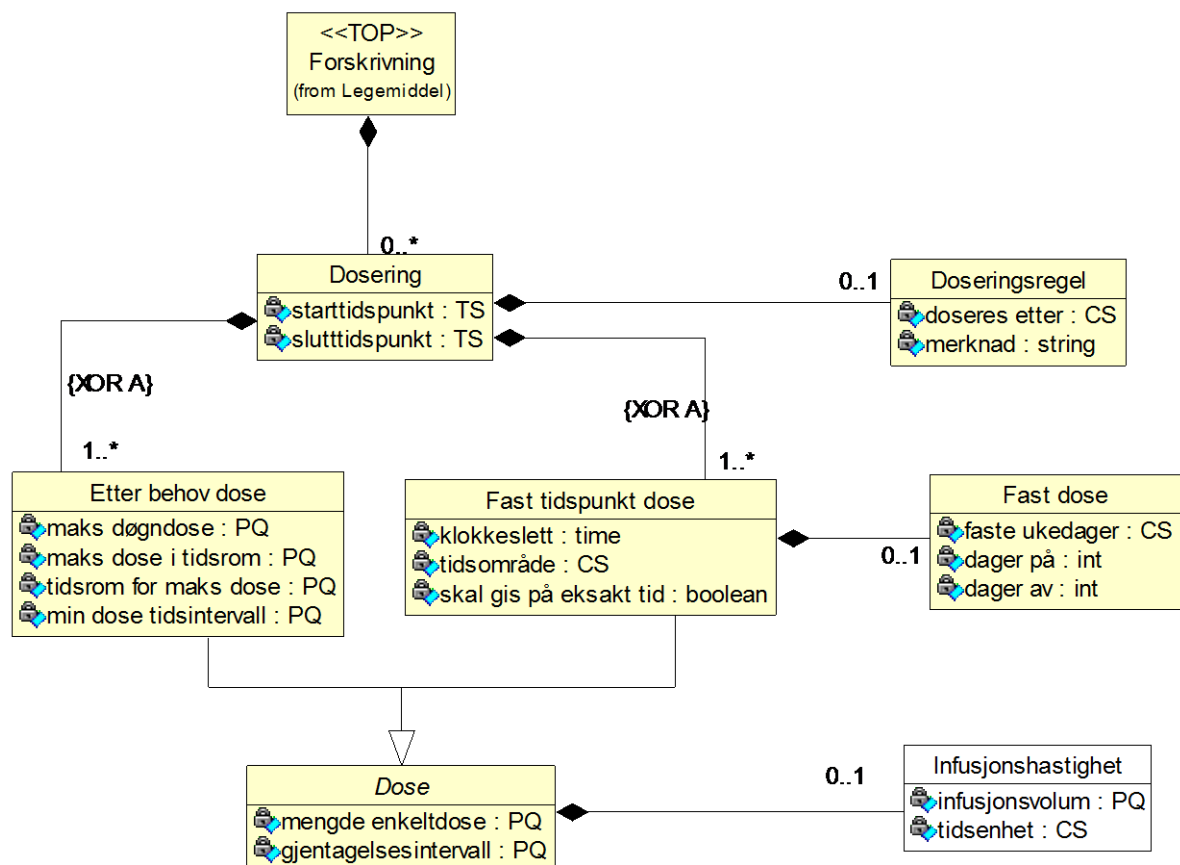 <<TOP>>
Forskrivning
(from Legemiddel)
0..*
Dosering
starttidspunkt : TS
slutttidspunkt : TS
0..1
Doseringsregel
doseres etter : CS
merknad : string
{XOR A}
{XOR A}
1..*
1..*
Etter behov dose
maks døgndose : PQ
maks dose i tidsrom : PQ
tidsrom for maks dose : PQ
min dose tidsintervall : PQ
Fast tidspunkt dose
klokkeslett : time
tidsområde : CS
skal gis på eksakt tid : boolean
0..1
Fast dose
faste ukedager : CS
dager på : int
dager av : int
Dose
mengde enkeltdose : PQ
gjentagelsesintervall : PQ
0..1
Infusjonshastighet
infusjonsvolum : PQ
tidsenhet : CS